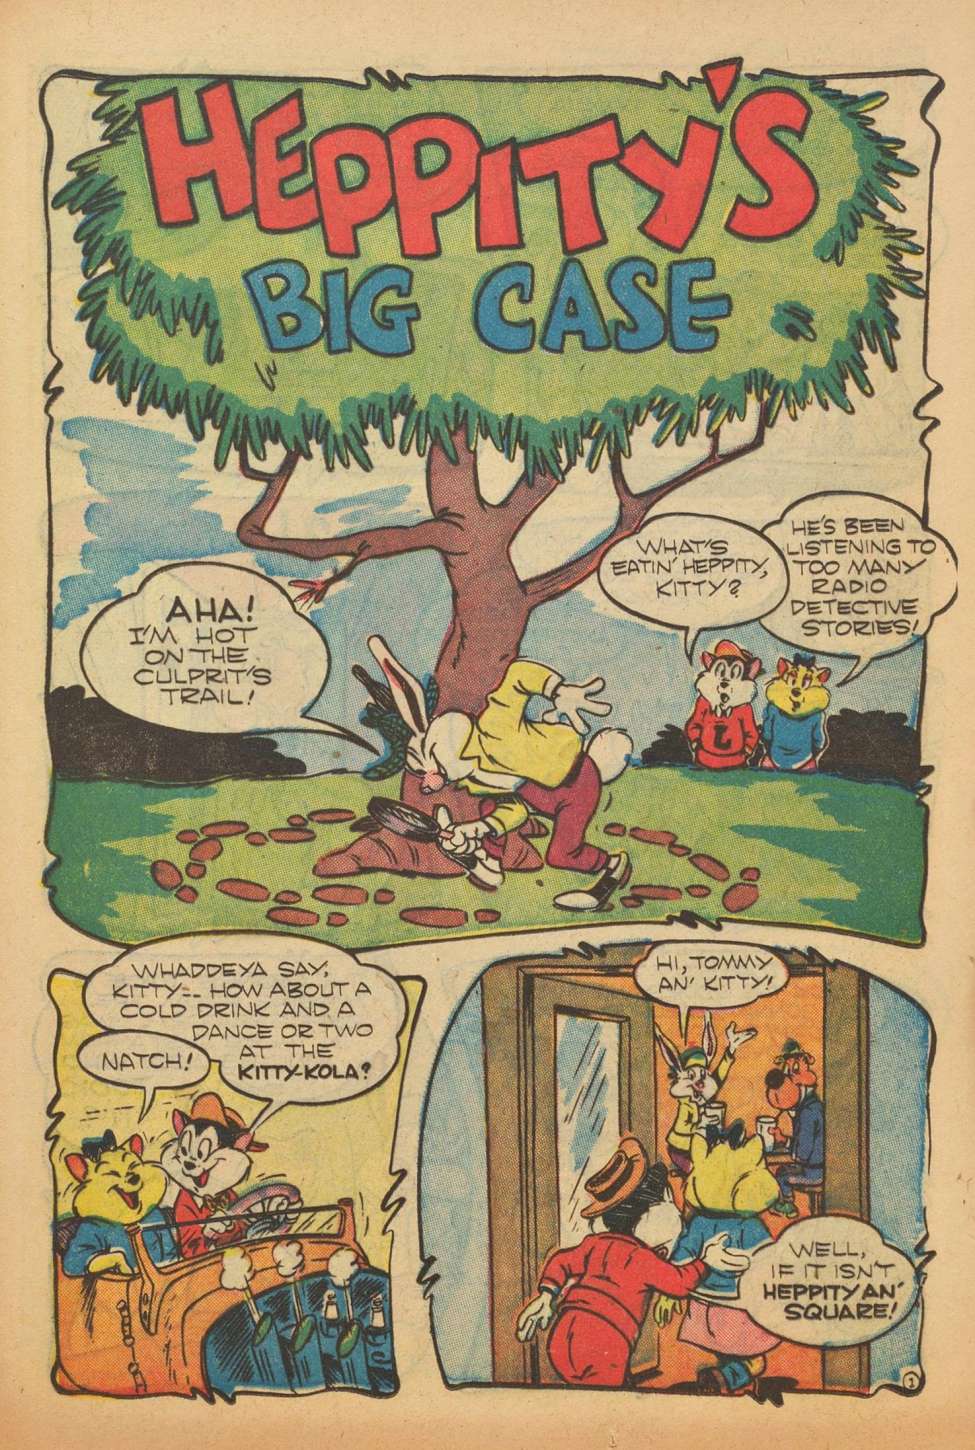 HEPPITY'S
BIG CASE
AHA!
I'M HOT
ON THE
CULPRIT'S
TRAIL!
WHAT'S
EATIN' HEPPITY,
KITTY?
HE'S BEEN
LISTENING TO
TOO MANY
RADIO
DETECTIVE
STORIES!
L
WHADDEYA SAY,
KITTY-- HOW ABOUT A
COLD DRINK AND A
DANCE OR TWO
AT THE
KITTY-KOLA?
NATCH!
HI, TOMMY
AN' KITTY!
WELL,
IF IT ISN'T
HEPPITY AN'
SQUARE!
1